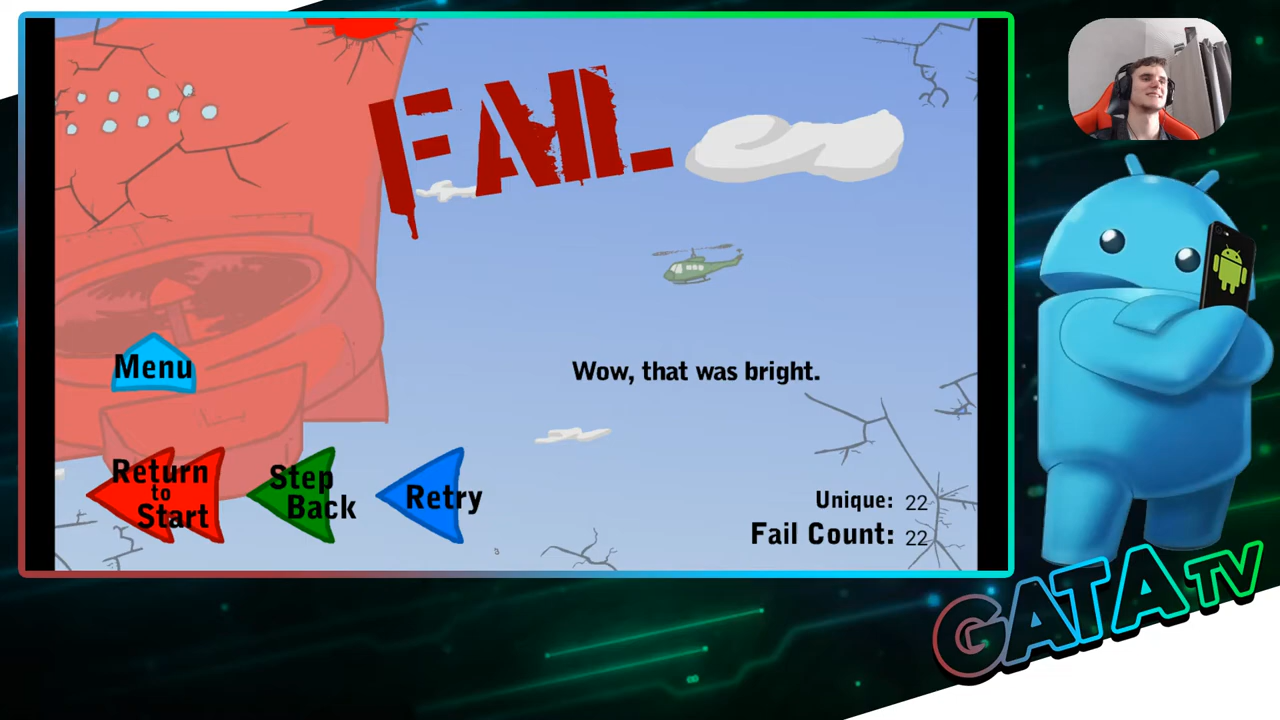 FAIL
Wow, that was bright.
Menu
Return
to
Start
Step
Back
Retry
Unique: 22
Fail Count: 22
GATA TV